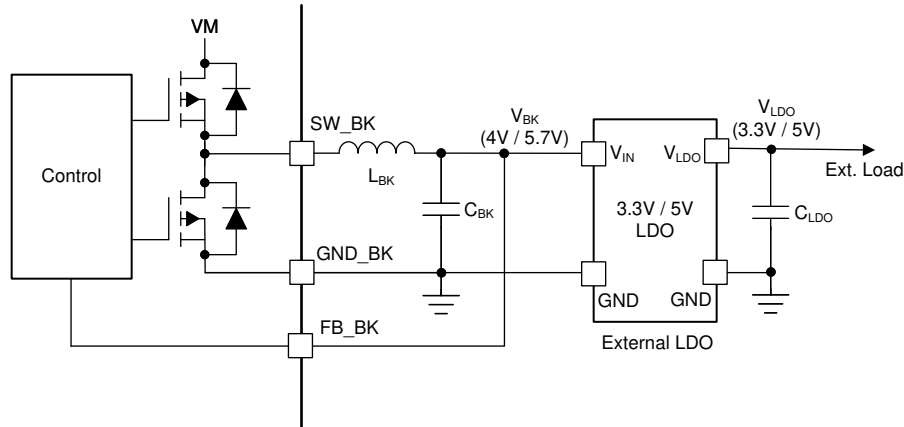 VM
Control
SW_BK
L_BK
C_BK
GND_BK
FB_BK
V_BK
(4V / 5.7V)
V_IN
V_LDO
3.3V / 5V
LDO
GND
GND
External LDO
V_LDO
(3.3V / 5V)
Ext. Load
C_LDO